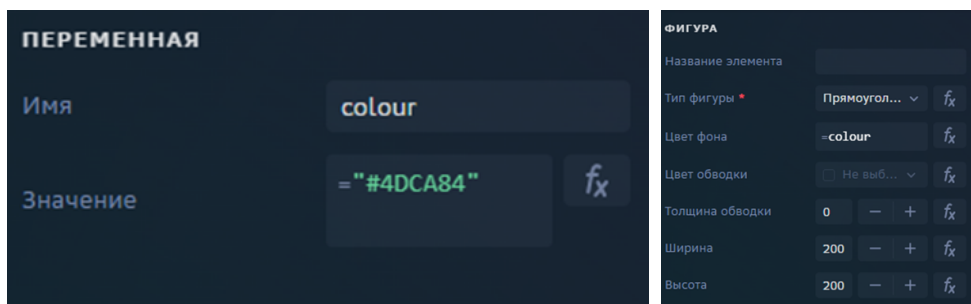 ПЕРЕМЕННАЯ
Имя
colour
Значение
="#4DCA84"
fx
ФИГУРА
Название элемента
Тип фигуры *
Прямоугол...
fx
Цвет фона
=colour
fx
Цвет обводки
Не выб...
fx
Толщина обводки
0
− +
fx
Ширина
200
− +
fx
Высота
200
− +
fx